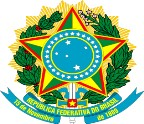 REPÚBLICA FEDERATIVA DO BRASIL
15 de Novembro
de 1889